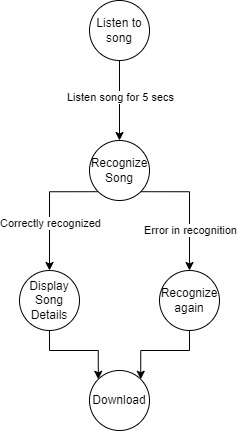 Listen to
song
Listen song for 5 secs
Recognize
Song
Correctly recognized
Error in recognition
Display
Song
Details
Recognize
again
Download